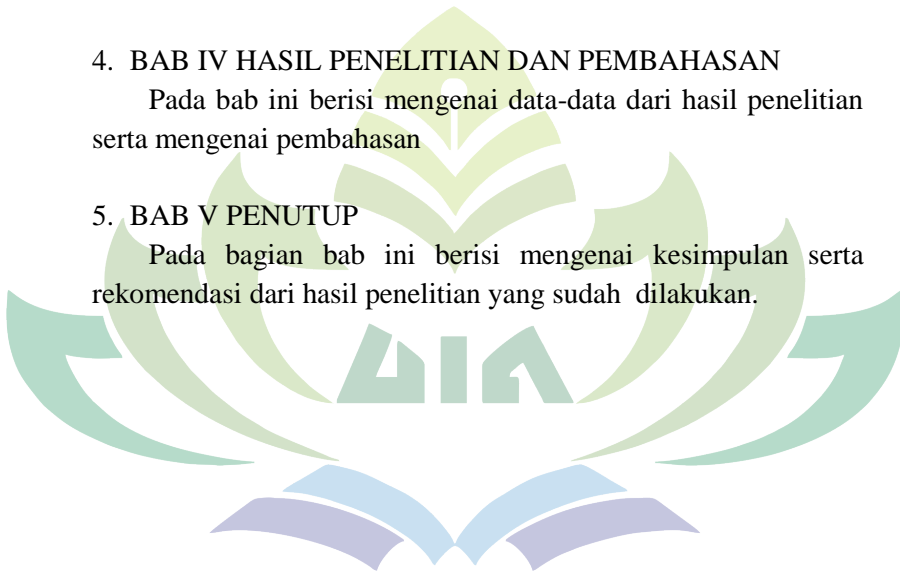 4. BAB IV HASIL PENELITIAN DAN PEMBAHASAN
Pada bab ini berisi mengenai data-data dari hasil penelitian
serta mengenai pembahasan
5. BAB V PENUTUP
Pada bagian bab ini berisi mengenai kesimpulan serta
rekomendasi dari hasil penelitian yang sudah dilakukan.
UIN